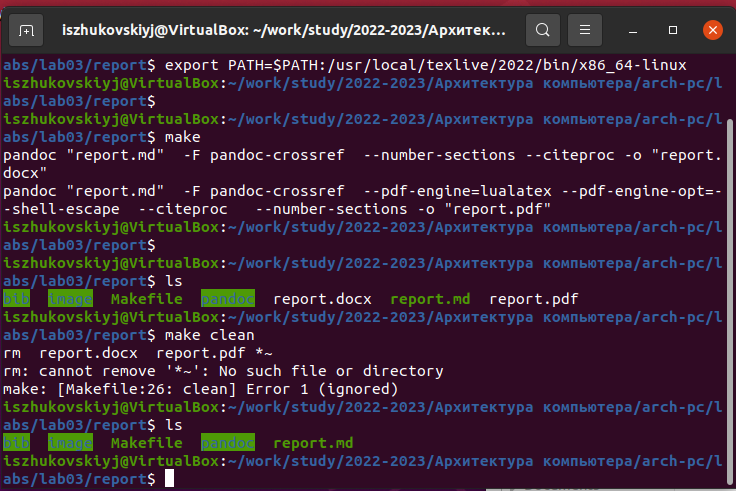 iszhukovskiyj@VirtualBox: ~/work/study/2022-2023/Архитект...
abs/lab03/report$ export PATH=$PATH:/usr/local/texlive/2022/bin/x86_64-linux
iszhukovskiyj@VirtualBox:~/work/study/2022-2023/Архитектура компьютера/arch-pc/l
abs/lab03/report$
iszhukovskiyj@VirtualBox:~/work/study/2022-2023/Архитектура компьютера/arch-pc/l
abs/lab03/report$ make
pandoc "report.md"  -F pandoc-crossref  --number-sections --citeproc -o "report.
docx"
pandoc "report.md"  -F pandoc-crossref  --pdf-engine=lualatex --pdf-engine-opt=-
-shell-escape  --citeproc   --number-sections -o "report.pdf"
iszhukovskiyj@VirtualBox:~/work/study/2022-2023/Архитектура компьютера/arch-pc/l
abs/lab03/report$
iszhukovskiyj@VirtualBox:~/work/study/2022-2023/Архитектура компьютера/arch-pc/l
abs/lab03/report$ ls
bib  image  Makefile  pandoc  report.docx  report.md  report.pdf
iszhukovskiyj@VirtualBox:~/work/study/2022-2023/Архитектура компьютера/arch-pc/l
abs/lab03/report$ make clean
rm  report.docx  report.pdf *~
rm: cannot remove '*~': No such file or directory
make: [Makefile:26: clean] Error 1 (ignored)
iszhukovskiyj@VirtualBox:~/work/study/2022-2023/Архитектура компьютера/arch-pc/l
abs/lab03/report$ ls
bib  image  Makefile  pandoc  report.md
iszhukovskiyj@VirtualBox:~/work/study/2022-2023/Архитектура компьютера/arch-pc/l
abs/lab03/report$